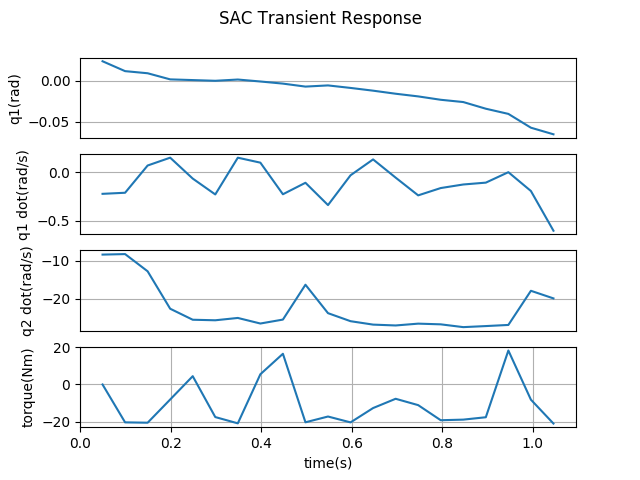 SAC Transient Response
q1(rad)
0.00
−0.05
q1 dot(rad/s)
0.0
−0.5
q2 dot(rad/s)
−10
−20
torque(Nm)
20
0
−20
0.0 0.2 0.4 0.6 0.8 1.0
time(s)